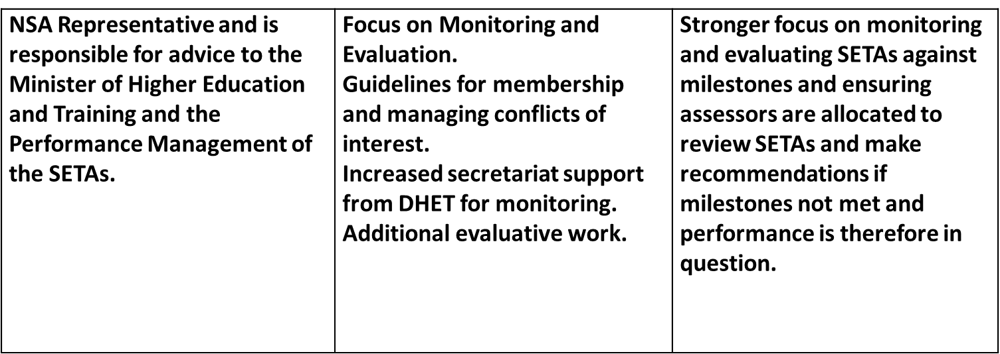 NSA Representative and is
responsible for advice to the
Minister of Higher Education
and Training and the
Performance Management of
the SETAs.
Focus on Monitoring and
Evaluation.
Guidelines for membership
and managing conflicts of
interest.
Increased secretariat support
from DHET for monitoring.
Additional evaluative work.
Stronger focus on monitoring
and evaluating SETAs against
milestones and ensuring
assessors are allocated to
review SETAs and make
recommendations if
milestones not met and
performance is therefore in
question.